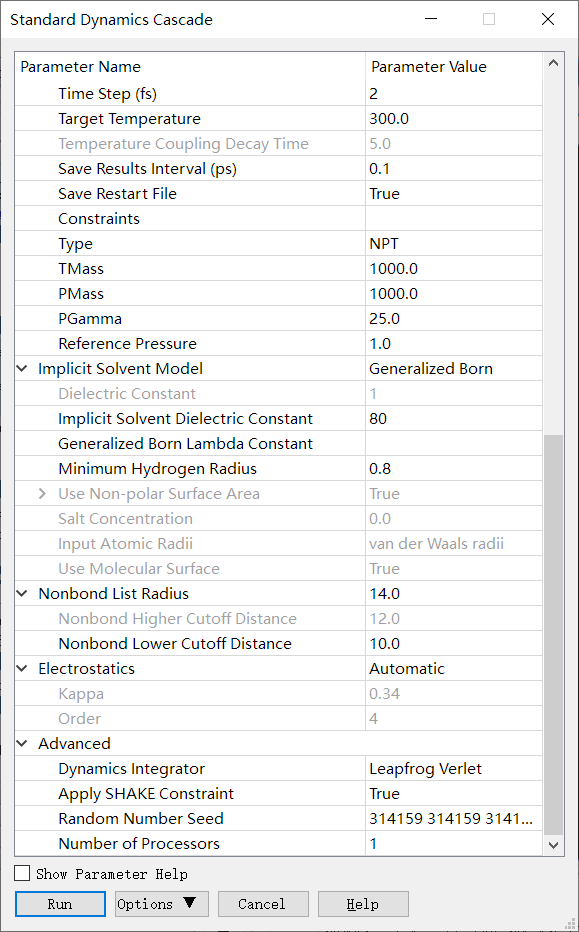 Standard Dynamics Cascade
Parameter Name Parameter Value
Time Step (fs) 2
Target Temperature 300.0
Temperature Coupling Decay Time 5.0
Save Results Interval (ps) 0.1
Save Restart File True
Constraints
Type NPT
TMass 1000.0
PMass 1000.0
PGamma 25.0
Reference Pressure 1.0
Implicit Solvent Model Generalized Born
Dielectric Constant 1
Implicit Solvent Dielectric Constant 80
Generalized Born Lambda Constant
Minimum Hydrogen Radius 0.8
Use Non-polar Surface Area True
Salt Concentration 0.0
Input Atomic Radii van der Waals radii
Use Molecular Surface True
Nonbond List Radius 14.0
Nonbond Higher Cutoff Distance 12.0
Nonbond Lower Cutoff Distance 10.0
Electrostatics Automatic
Kappa 0.34
Order 4
Advanced
Dynamics Integrator Leapfrog Verlet
Apply SHAKE Constraint True
Random Number Seed 314159 314159 3141...
Number of Processors 1
Show Parameter Help
Run Options ▼ Cancel Help